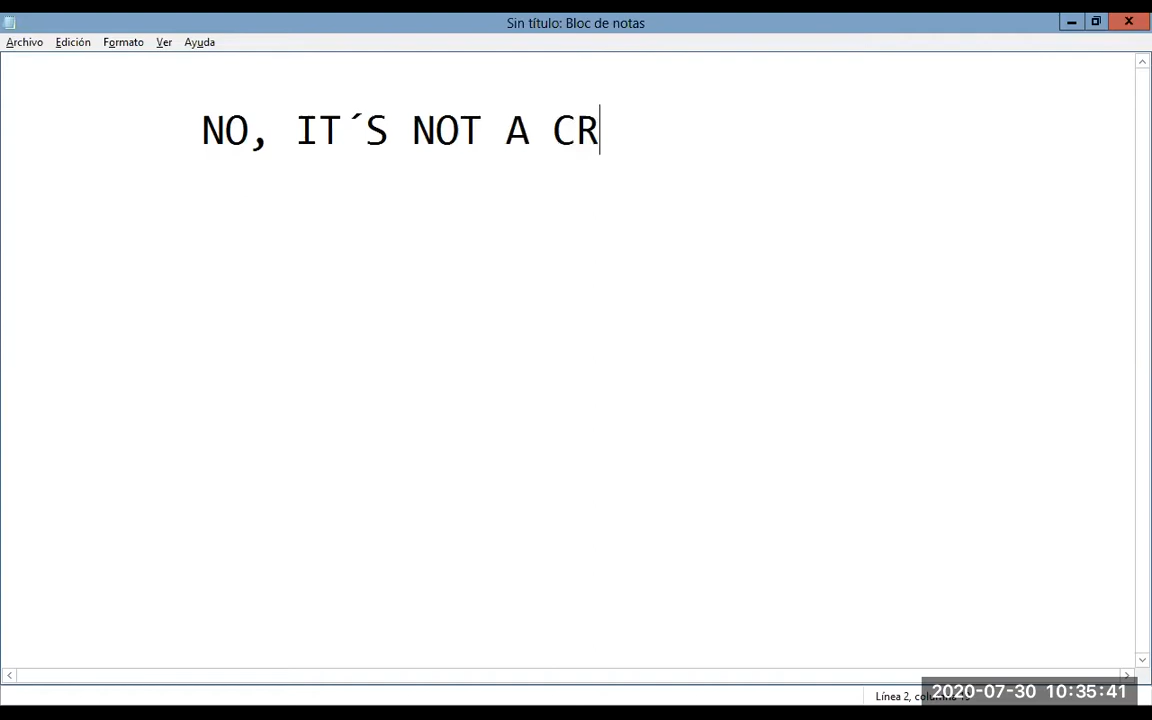 Sin título: Bloc de notas
Archivo Edición Formato Ver Ayuda
NO, IT´S NOT A CR
Línea 2,
2020-07-30 10:35:41